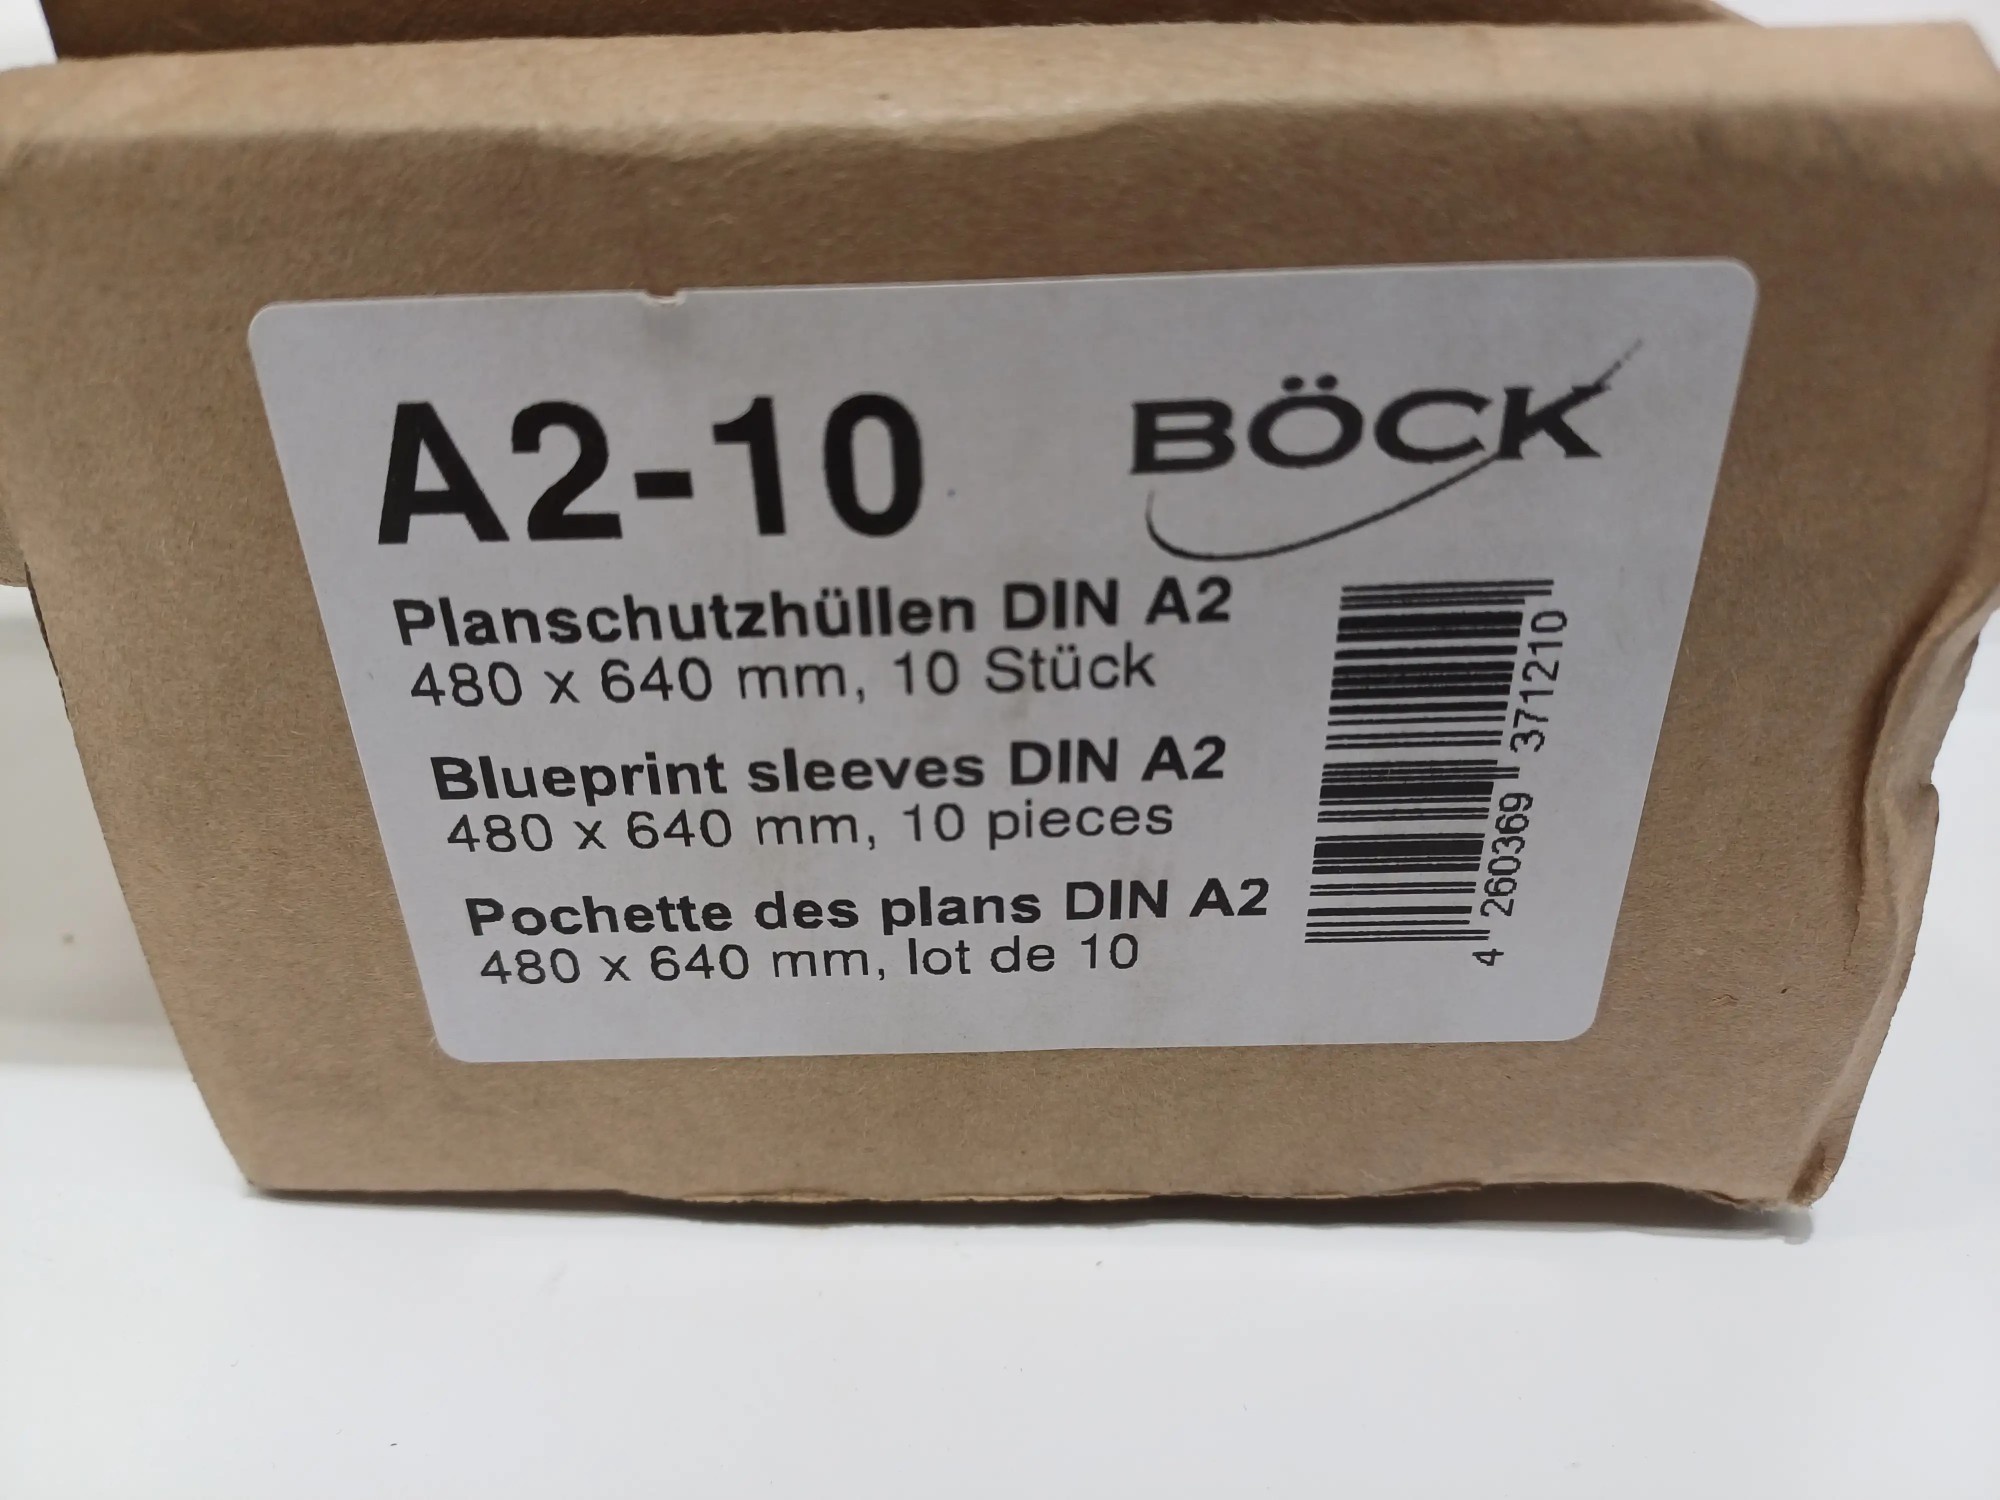 A2-10
BÖCK
Planschutzhüllen DIN A2
480 x 640 mm, 10 Stück
Blueprint sleeves DIN A2
480 x 640 mm, 10 pieces
Pochette des plans DIN A2
480 x 640 mm, lot de 10
4 260369 371210